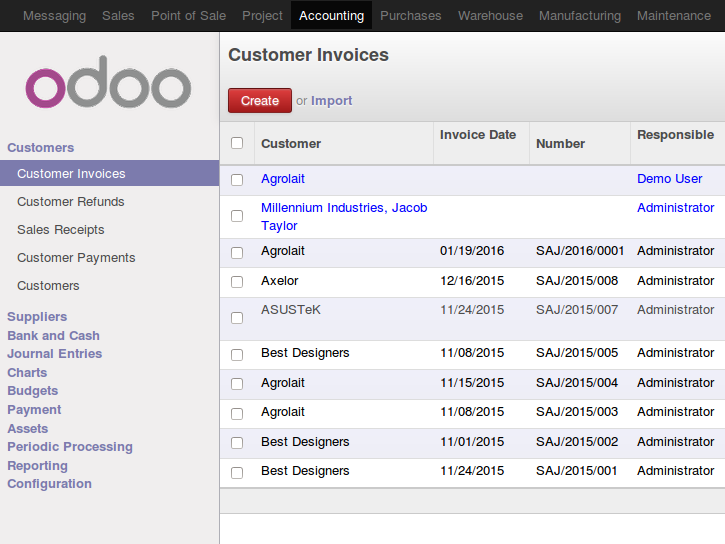 Messaging Sales Point of Sale Project Accounting Purchases Warehouse Manufacturing Maintenance
odoo
Customers
Customer Invoices
Customer Refunds
Sales Receipts
Customer Payments
Customers
Suppliers
Bank and Cash
Journal Entries
Charts
Budgets
Payment
Assets
Periodic Processing
Reporting
Configuration
Customer Invoices
Create or Import
Customer Invoice Date Number Responsible
Agrolait Demo User
Millennium Industries, Jacob Administrator
Taylor
Agrolait 01/19/2016 SAJ/2016/0001 Administrator
Axelor 12/16/2015 SAJ/2015/008 Administrator
ASUSTeK 11/24/2015 SAJ/2015/007 Administrator
Best Designers 11/08/2015 SAJ/2015/005 Administrator
Agrolait 11/15/2015 SAJ/2015/004 Administrator
Agrolait 11/08/2015 SAJ/2015/003 Administrator
Best Designers 11/01/2015 SAJ/2015/002 Administrator
Best Designers 11/24/2015 SAJ/2015/001 Administrator